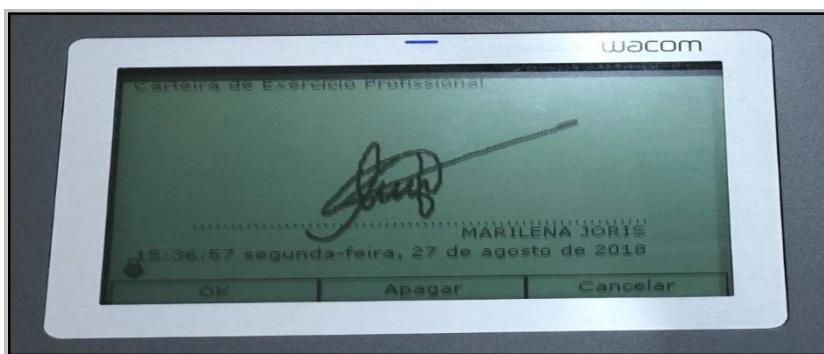 wacom
Carteira de Exercício Profissional
MARILENA JORIS
15:36:57 segunda-feira, 27 de agosto de 2018
OK Apagar Cancelar